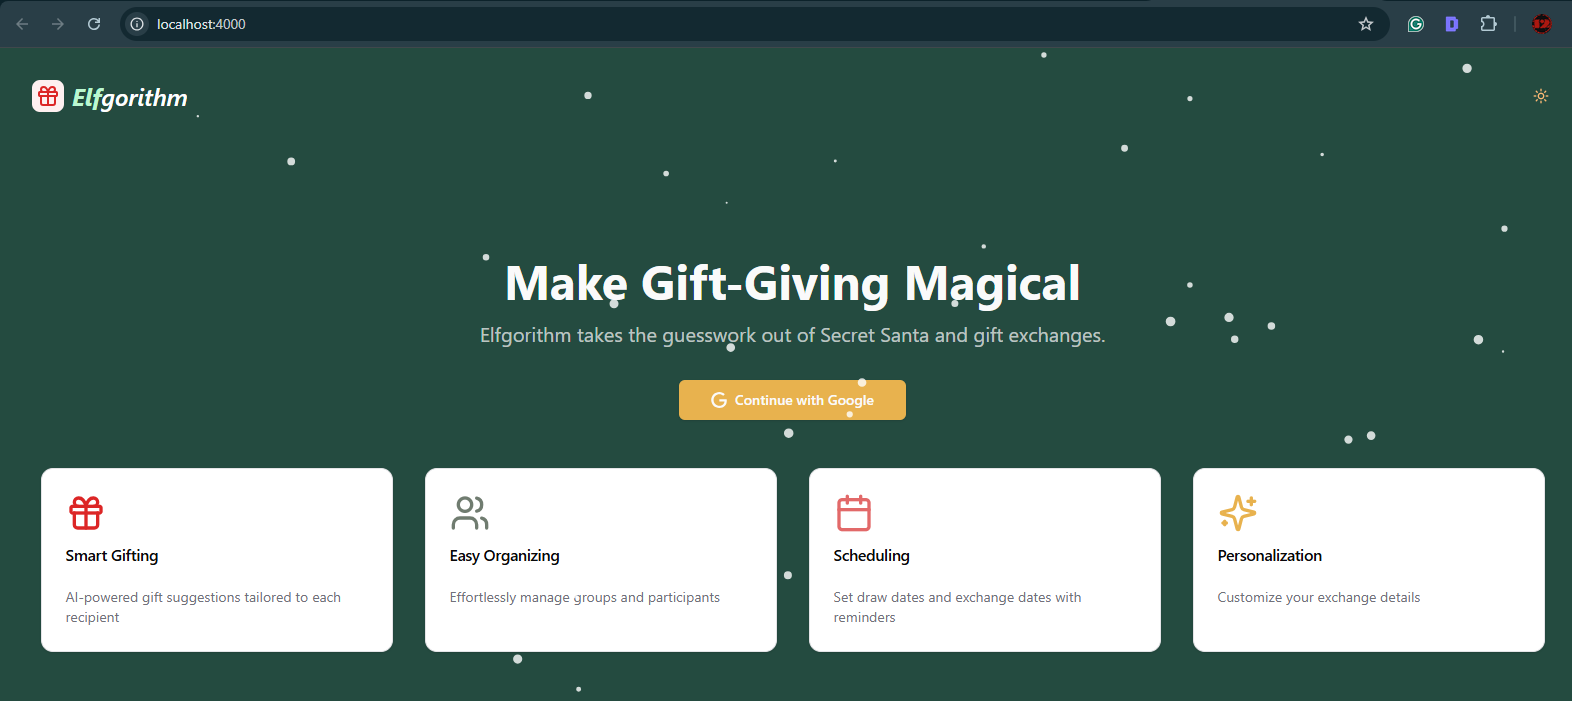 localhost:4000
Elfgorithm
Make Gift-Giving Magical
Elfgorithm takes the guesswork out of Secret Santa and gift exchanges.
Continue with Google
Smart Gifting
AI-powered gift suggestions tailored to each
recipient
Easy Organizing
Effortlessly manage groups and participants
Scheduling
Set draw dates and exchange dates with
reminders
Personalization
Customize your exchange details